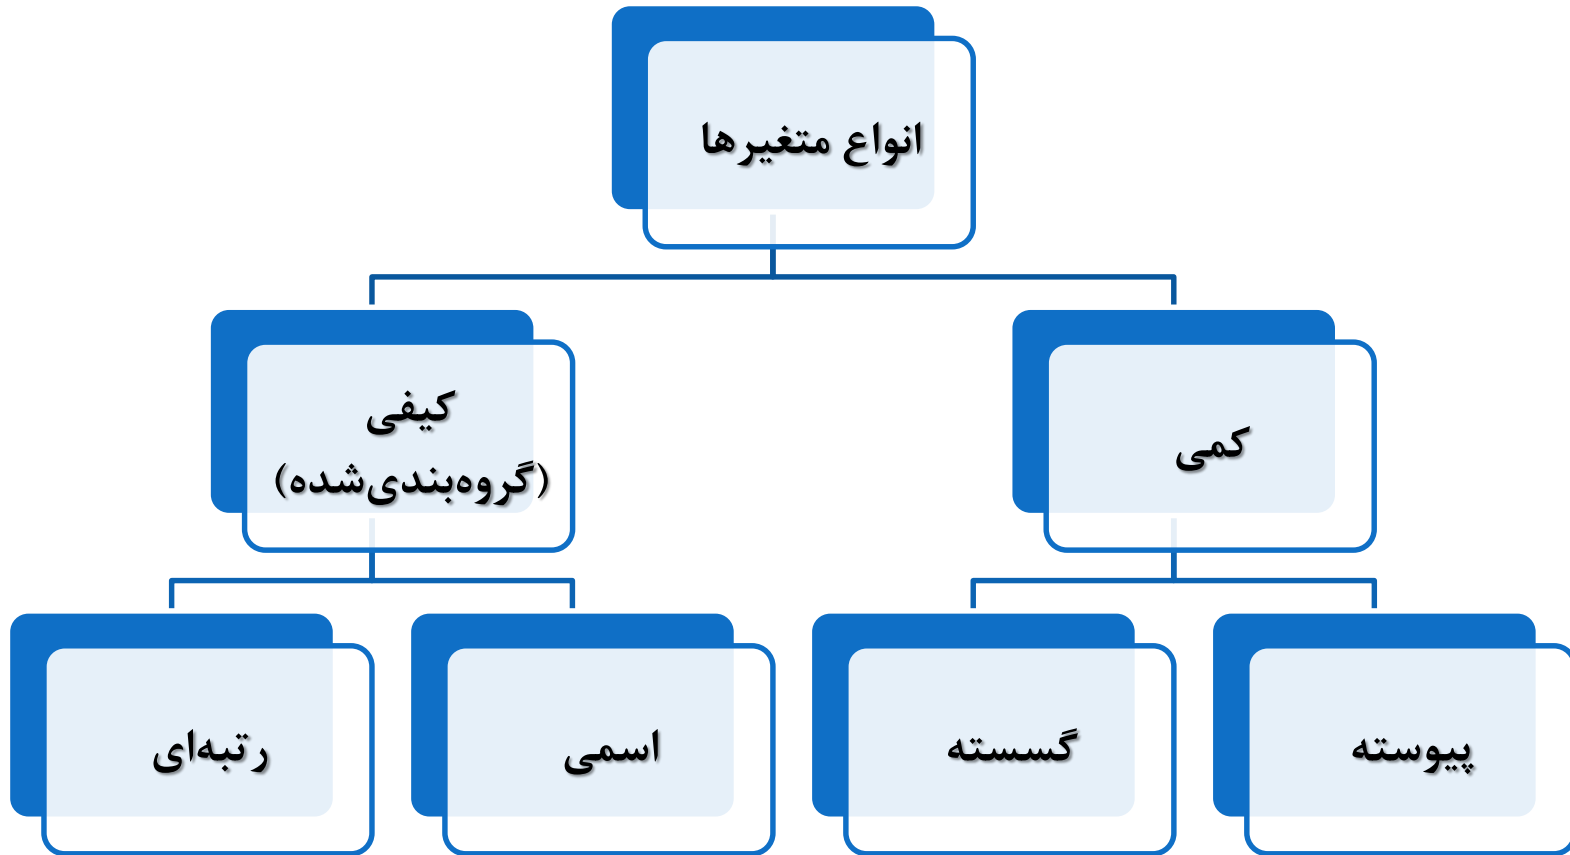 انواع متغیرها
کمی
کیفی
(گروه‌بندی‌شده)
پیوسته
گسسته
اسمی
رتبه‌ای